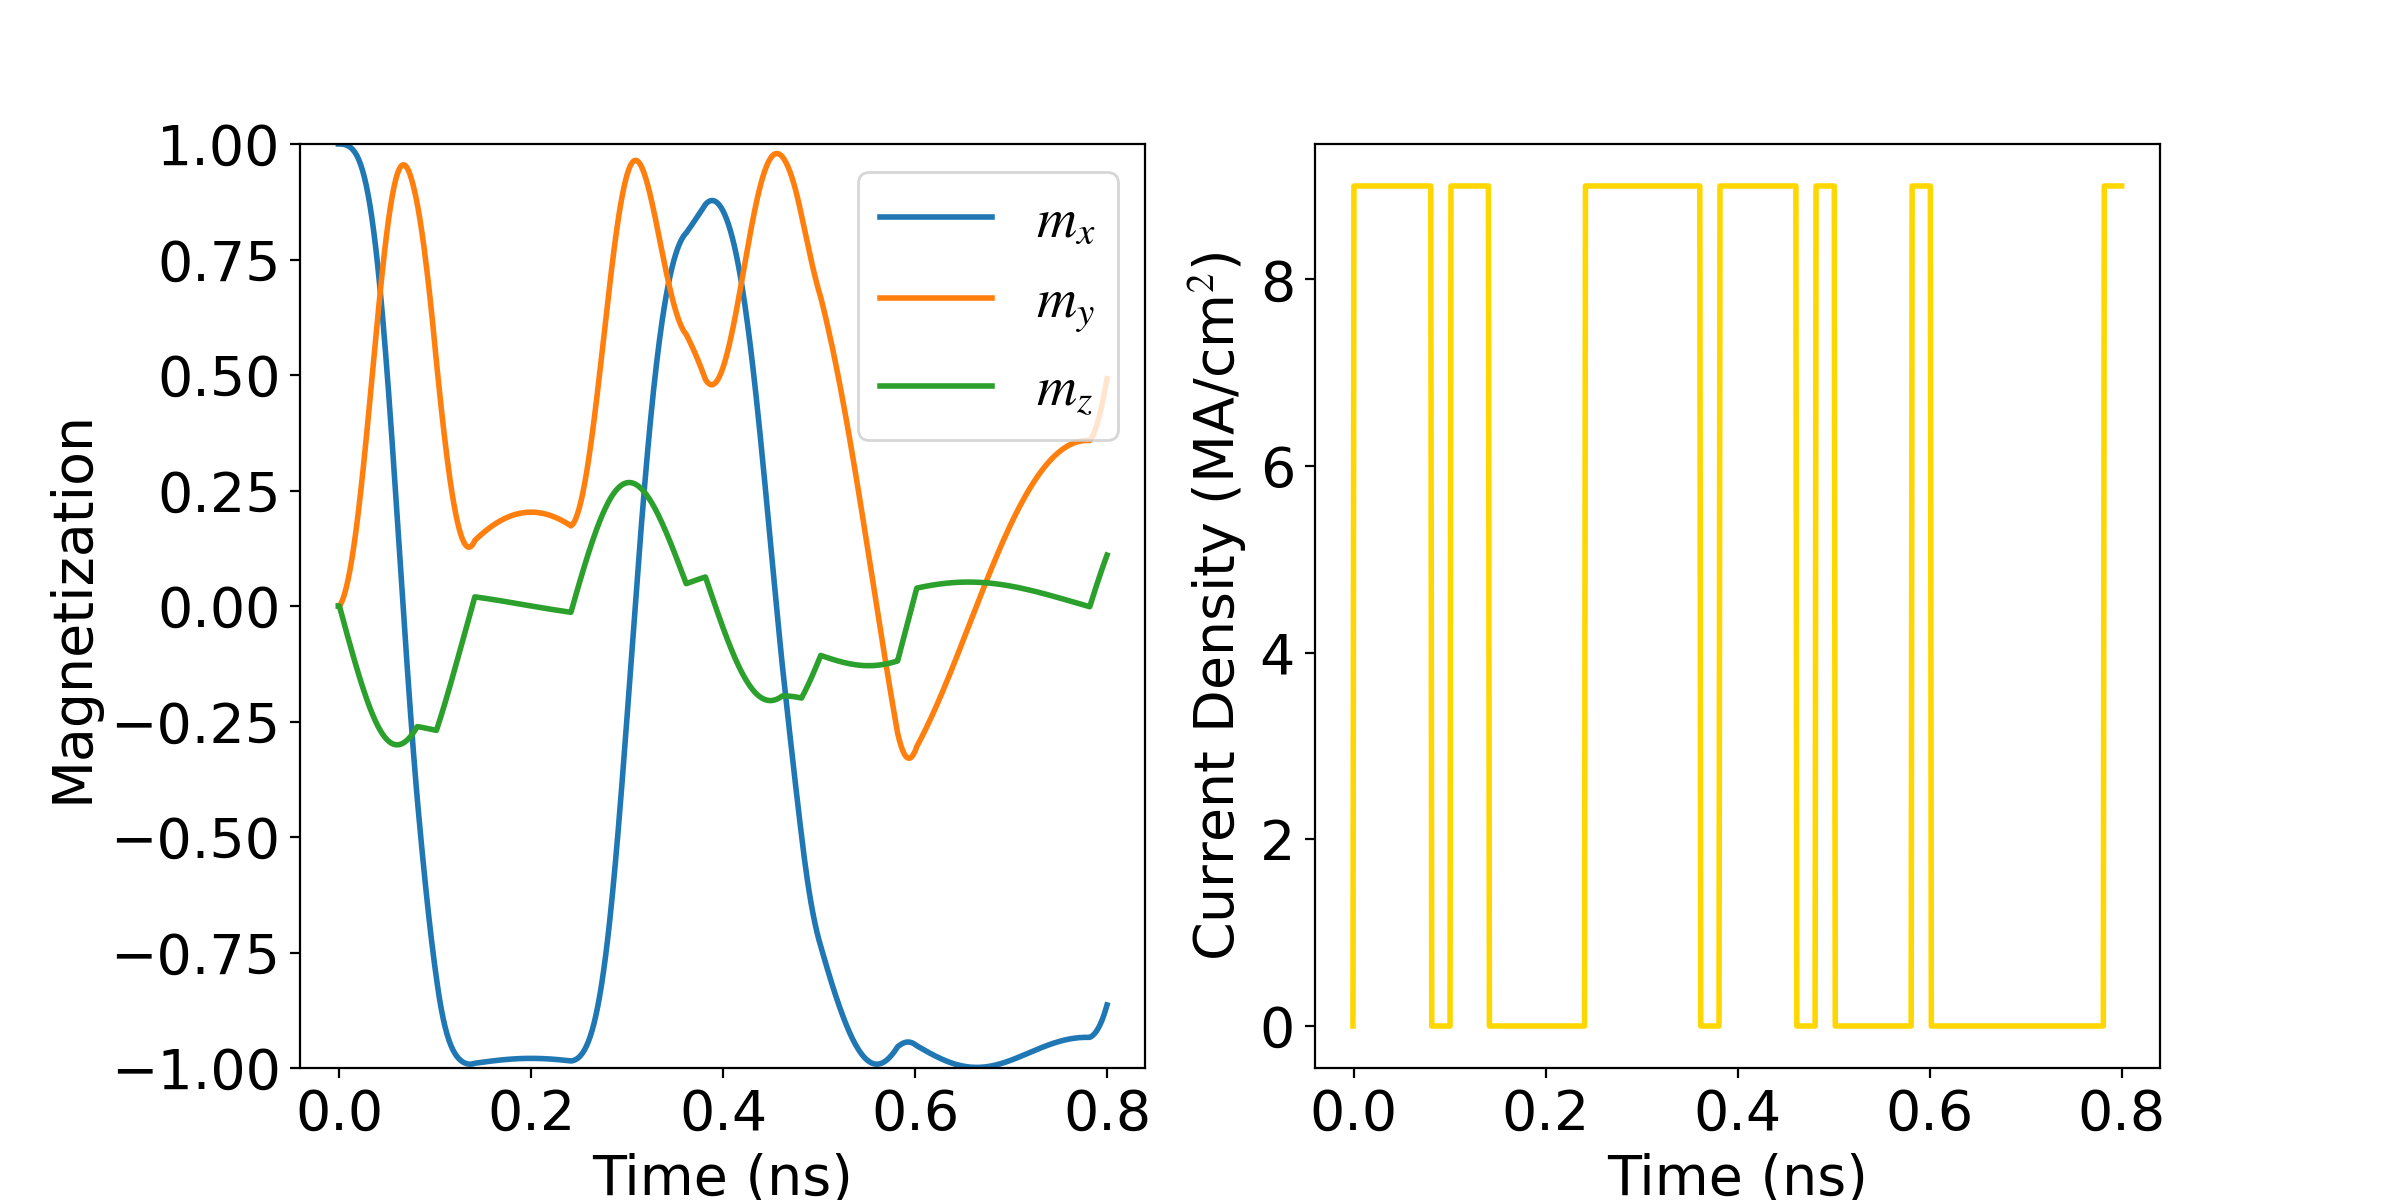 Magnetization
1.00
0.75
0.50
0.25
0.00
−0.25
−0.50
−0.75
−1.00
0.0 0.2 0.4 0.6 0.8
Time (ns)
m_x
m_y
m_z
Current Density (MA/cm²)
8
6
4
2
0
0.0 0.2 0.4 0.6 0.8
Time (ns)